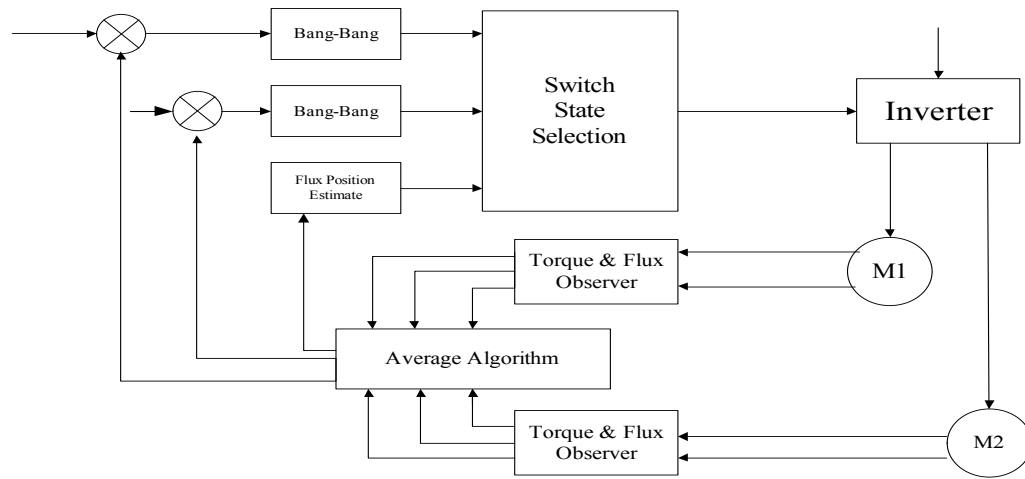 Bang-Bang
Bang-Bang
Flux Position
Estimate
Switch
State
Selection
Inverter
Torque & Flux
Observer
M1
Average Algorithm
Torque & Flux
Observer
M2